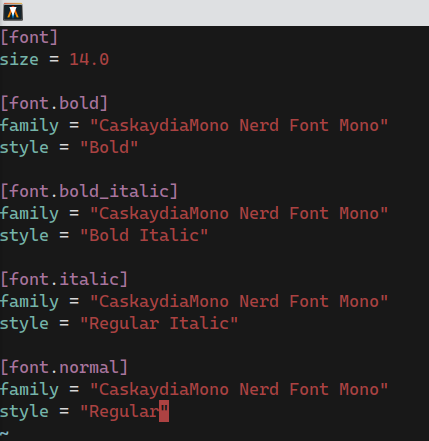 [font]
size = 14.0
[font.bold]
family = "CaskaydiaMono Nerd Font Mono"
style = "Bold"
[font.bold_italic]
family = "CaskaydiaMono Nerd Font Mono"
style = "Bold Italic"
[font.italic]
family = "CaskaydiaMono Nerd Font Mono"
style = "Regular Italic"
[font.normal]
family = "CaskaydiaMono Nerd Font Mono"
style = "Regular"
~